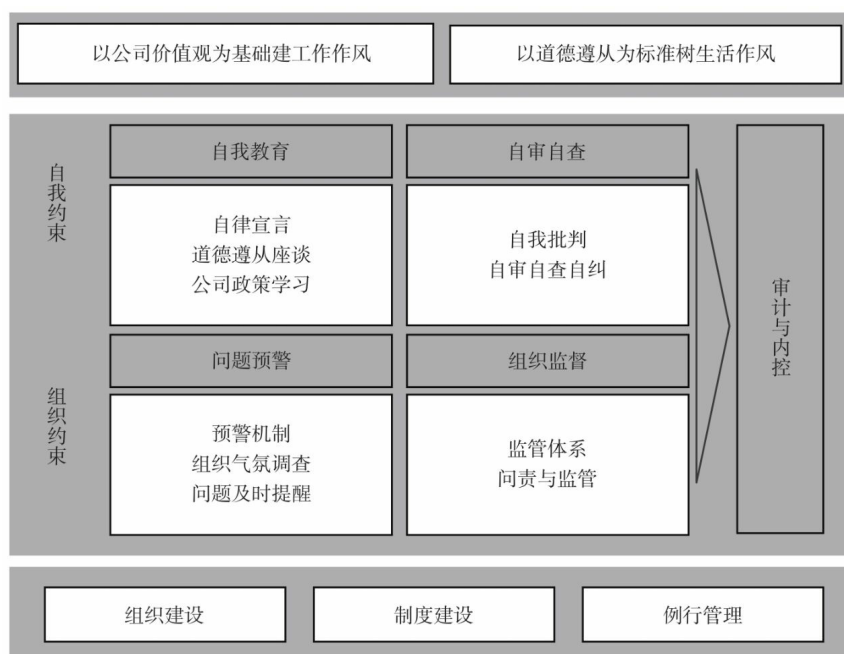 以公司价值观为基础建工作作风
以道德遵从为标准树生活作风
自我约束
自我教育
自律宣言
道德遵从座谈
公司政策学习
自审自查
自我批判
自审自查自纠
组织约束
问题预警
预警机制
组织气氛调查
问题及时提醒
组织监督
监管体系
问责与监管
审计与内控
组织建设
制度建设
例行管理